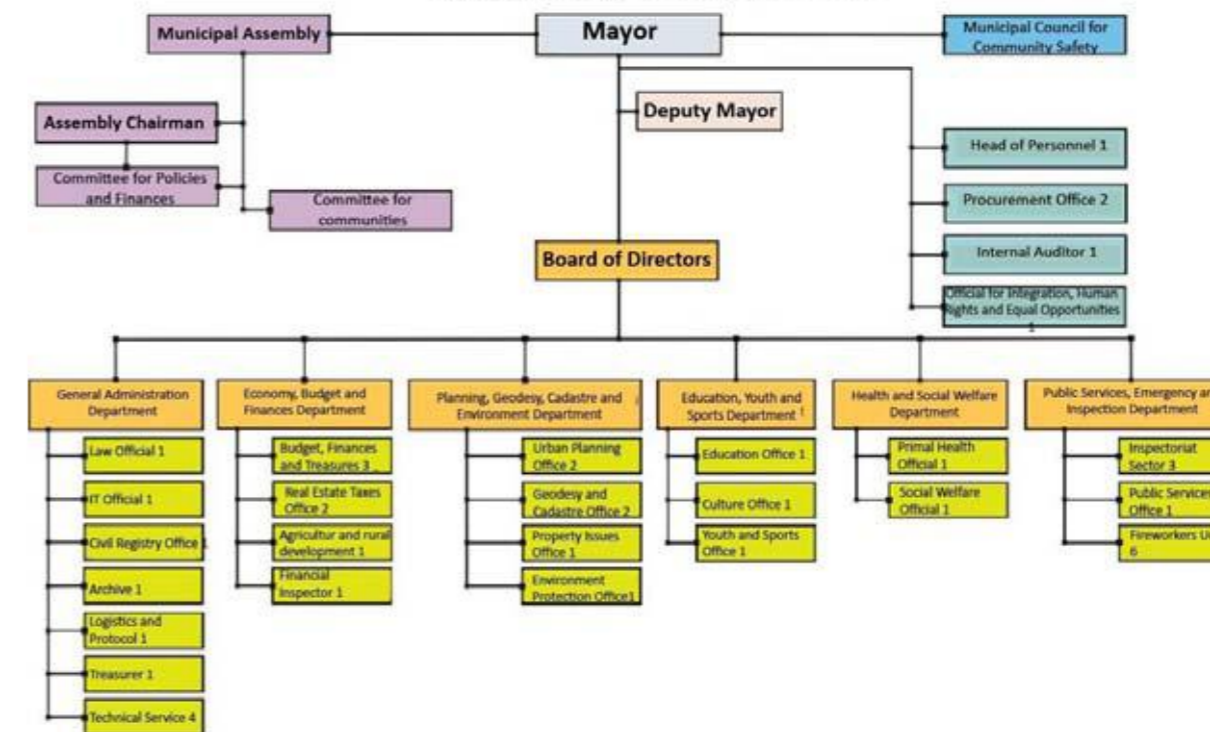 Municipal Assembly
Mayor
Municipal Council for
Community Safety
Deputy Mayor
Assembly Chairman
Head of Personnel 1
Committee for Policies
and Finances
Committee for
communities
Procurement Office 2
Board of Directors
Internal Auditor 1
Official for Integration, Human
Rights and Equal Opportunities
1
General Administration
Department
Law Official 1
IT Official 1
Civil Registry Office 1
Archive 1
Logistics and
Protocol 1
Treasurer 1
Technical Service 4
Economy, Budget and
Finances Department
Budget, Finances
and Treasures 3
Real Estate Taxes
Office 2
Agricultur and rural
development 1
Financial
Inspector 1
Planning, Geodesy, Cadastre and
Environment Department
Urban Planning
Office 2
Geodesy and
Cadastre Office 2
Property Issues
Office 1
Environment
Protection Office1
Education, Youth and
Sports Department
Education Office 1
Culture Office 1
Youth and Sports
Office 1
Health and Social Welfare
Department
Primal Health
Official 1
Social Welfare
Official 1
Public Services, Emergency
Inspection Department
Inspectoriat
Sector 3
Public Services
Office 1
Fireworkers
6